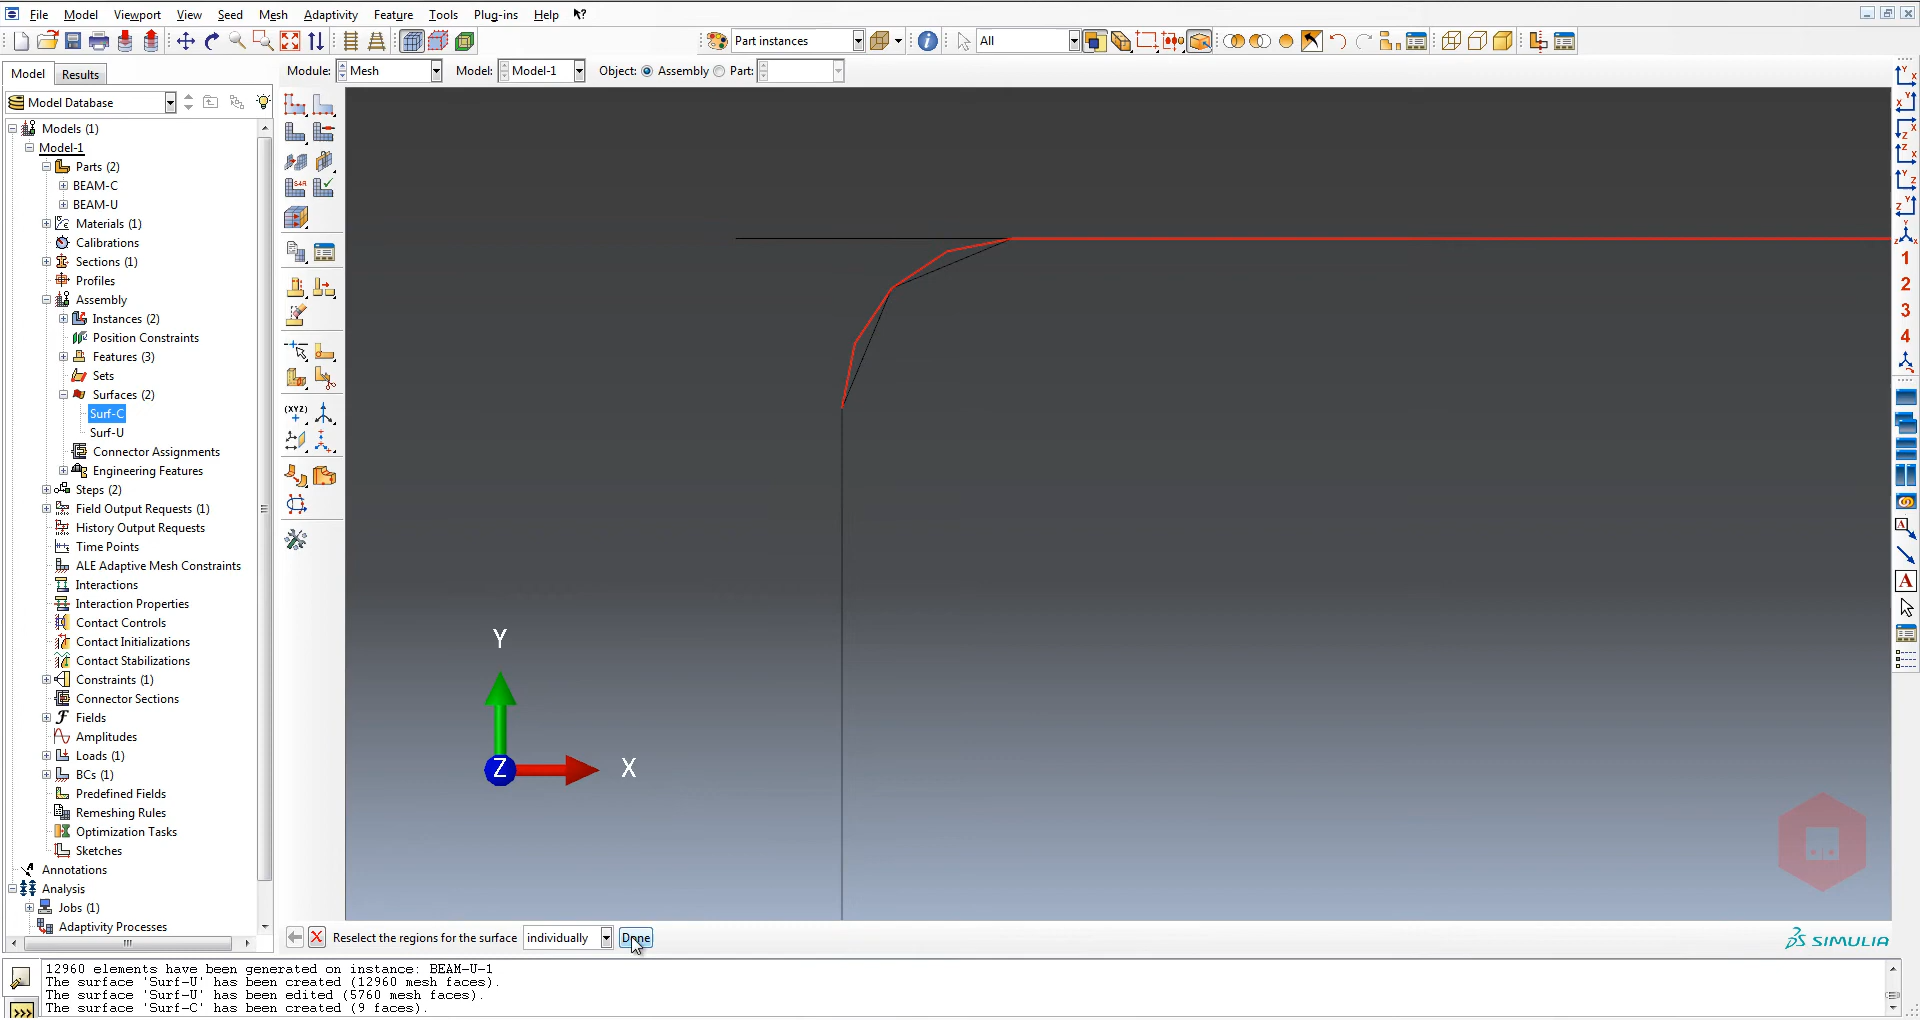 File Model Viewport View Seed Mesh Adaptivity Feature Tools Plug-ins Help
Part instances All
Model Results
Module: Mesh Model: Model-1 Object: Assembly Part:
Model Database
Models (1)
Model-1
Parts (2)
BEAM-C
BEAM-U
Materials (1)
Calibrations
Sections (1)
Profiles
Assembly
Instances (2)
Position Constraints
Features (3)
Sets
Surfaces (2)
Surf-C
Surf-U
Connector Assignments
Engineering Features
Steps (2)
Field Output Requests (1)
History Output Requests
Time Points
ALE Adaptive Mesh Constraints
Interactions
Interaction Properties
Contact Controls
Contact Initializations
Contact Stabilizations
Constraints (1)
Connector Sections
Fields
Amplitudes
Loads (1)
BCs (1)
Predefined Fields
Remeshing Rules
Optimization Tasks
Sketches
Annotations
Analysis
Jobs (1)
Adaptivity Processes
S4R
(XYZ)
Y
Z X
1
2
3
4
A
Reselect the regions for the surface individually Done
SIMULIA
12960 elements have been generated on instance: BEAM-U-1
The surface 'Surf-U' has been created (12960 mesh faces).
The surface 'Surf-U' has been edited (5760 mesh faces).
The surface 'Surf-C' has been created (9 faces).